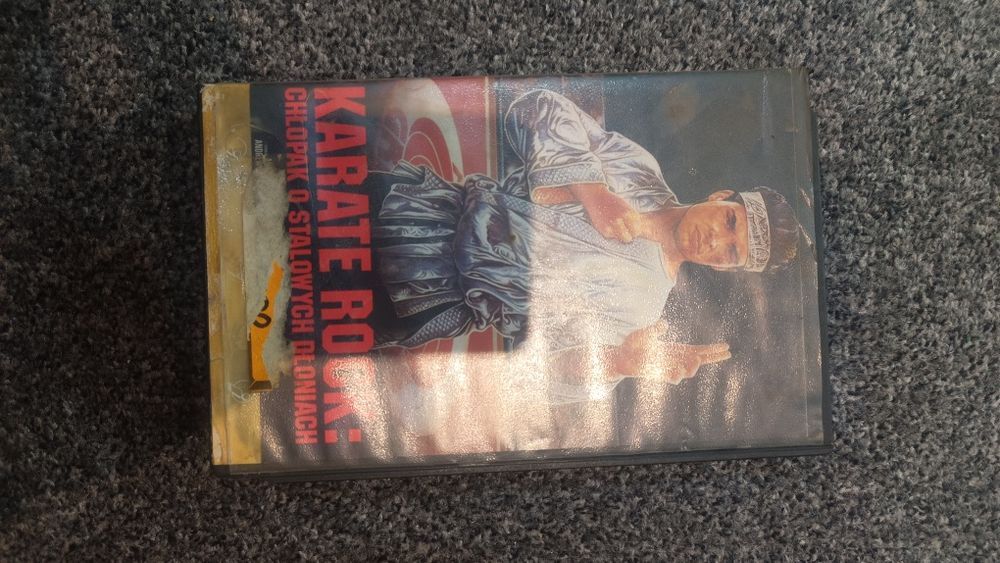 KARATE ROCK:
CHŁOPAK O STALOWYCH DŁONIACH